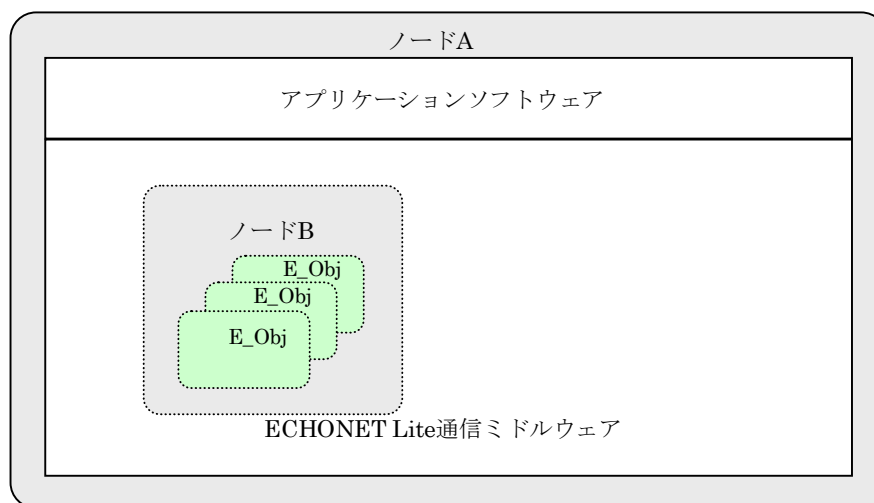 ノードA
アプリケーションソフトウェア
ノードB
E_Obj
E_Obj
E_Obj
ECHONET Lite通信ミドルウェア